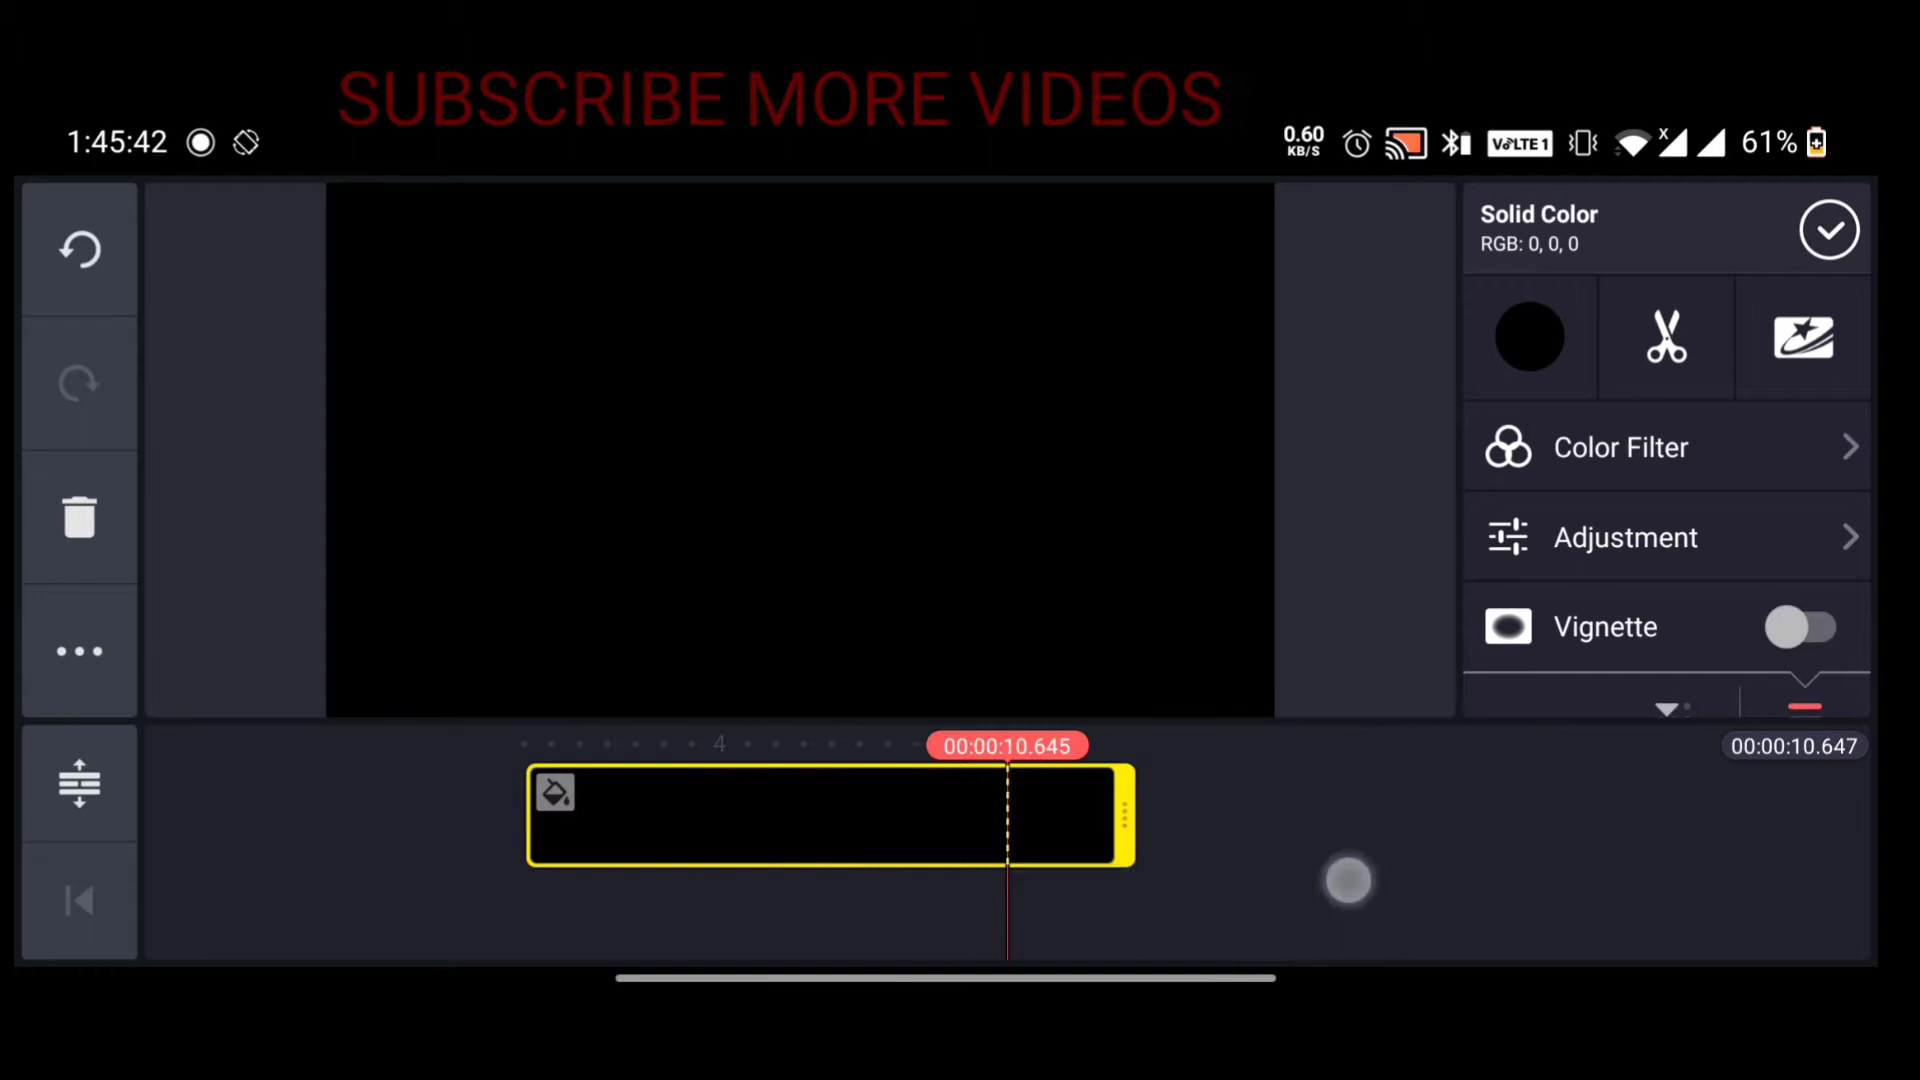 SUBSCRIBE MORE VIDEOS
1:45:42
0.60
KB/S
VoLTE 1
X
61%
Solid Color
RGB: 0, 0, 0
Color Filter
Adjustment
Vignette
4
00:00:10.645
00:00:10.647